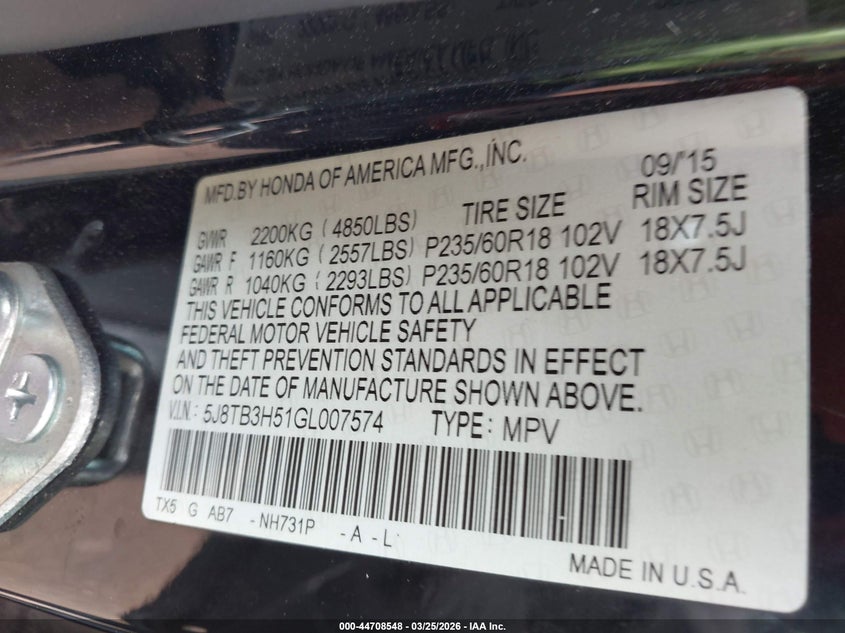 MFD.BY HONDA OF AMERICA MFG.,INC. 09/'15
TIRE SIZE RIM SIZE
GVWR 2200KG (4850LBS)
GAWR F 1160KG (2557LBS) P235/60R18 102V 18X7.5J
GAWR R 1040KG (2293LBS) P235/60R18 102V 18X7.5J
THIS VEHICLE CONFORMS TO ALL APPLICABLE
FEDERAL MOTOR VEHICLE SAFETY
AND THEFT PREVENTION STANDARDS IN EFFECT
ON THE DATE OF MANUFACTURE SHOWN ABOVE.
V.I.N: 5J8TB3H51GL007574 TYPE: MPV
TX5 G AB7 - NH731P - A - L
MADE IN U.S.A.
000-44708548 - 03/25/2026 - IAA Inc.